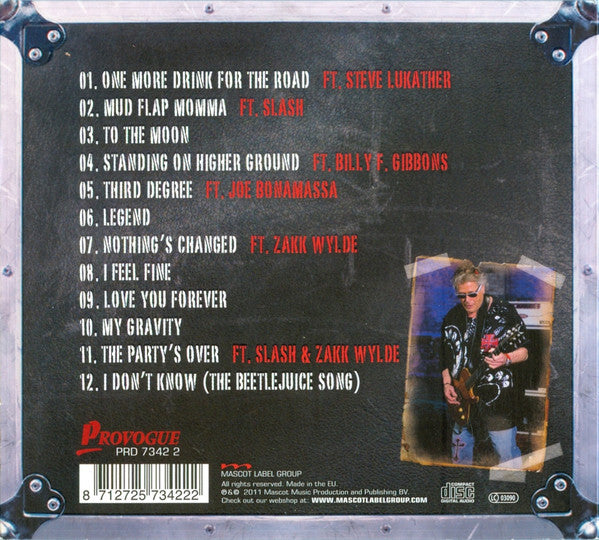 01. ONE MORE DRINK FOR THE ROAD FT. STEVE LUKATHER
02. MUD FLAP MOMMA FT. SLASH
03. TO THE MOON
04. STANDING ON HIGHER GROUND FT. BILLY F. GIBBONS
05. THIRD DEGREE FT. JOE BONAMASSA
06. LEGEND
07. NOTHING'S CHANGED FT. ZAKK WYLDE
08. I FEEL FINE
09. LOVE YOU FOREVER
10. MY GRAVITY
11. THE PARTY'S OVER FT. SLASH & ZAKK WYLDE
12. I DON'T KNOW (THE BEETLEJUICE SONG)
PROVOGUE
PRD 7342 2
8 712725 734222
MASCOT LABEL GROUP
All rights reserved. Made in the EU.
℗&© 2011 Mascot Music Production and Publishing BV.
Check out our webshop at: WWW.MASCOTLABELGROUP.COM
COMPACT
disc
DIGITAL AUDIO
LC 03090